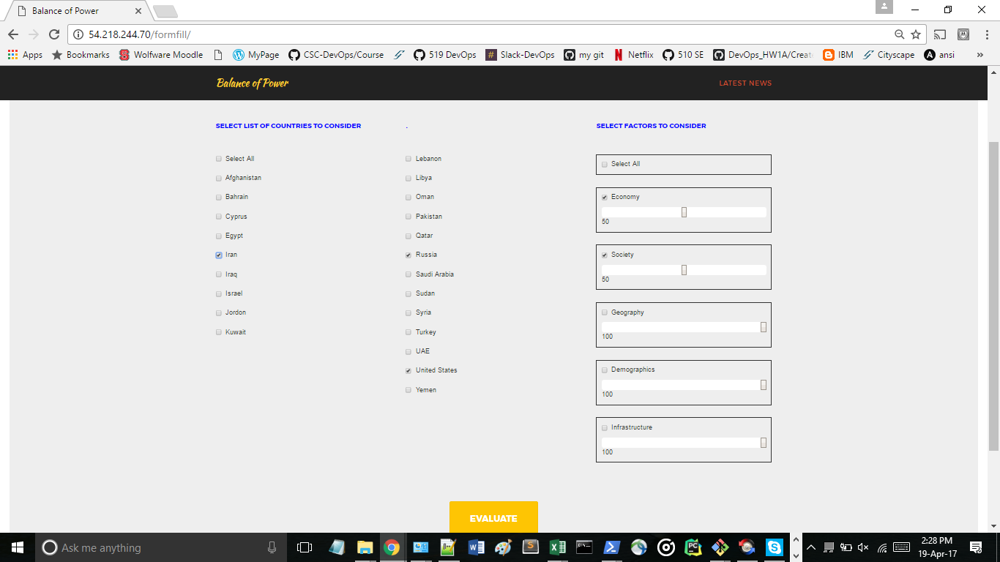 Balance of Power
54.218.244.70/formfill/
Apps Bookmarks Wolfware Moodle MyPage CSC-DevOps/Course 519 DevOps Slack-DevOps my git Netflix 510 SE DevOps_HW1A/Create IBM Cityscape ansi »
Balance of Power LATEST NEWS
SELECT LIST OF COUNTRIES TO CONSIDER
Select All
Afghanistan
Bahrain
Cyprus
Egypt
Iran
Iraq
Israel
Jordon
Kuwait
.
Lebanon
Libya
Oman
Pakistan
Qatar
Russia
Saudi Arabia
Sudan
Syria
Turkey
UAE
United States
Yemen
SELECT FACTORS TO CONSIDER
Select All
Economy
50
Society
50
Geography
100
Demographics
100
Infrastructure
100
EVALUATE
Ask me anything
2:28 PM
19-Apr-17